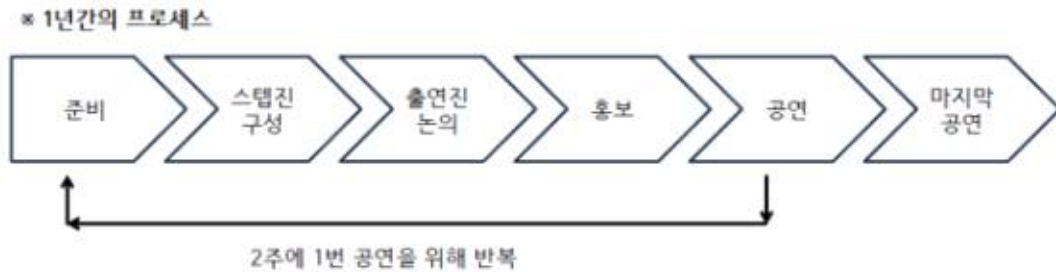 ※ 1년간의 프로세스
준비
스텝진
구성
출연진
논의
홍보
공연
마지막
공연
2주에 1번 공연을 위해 반복